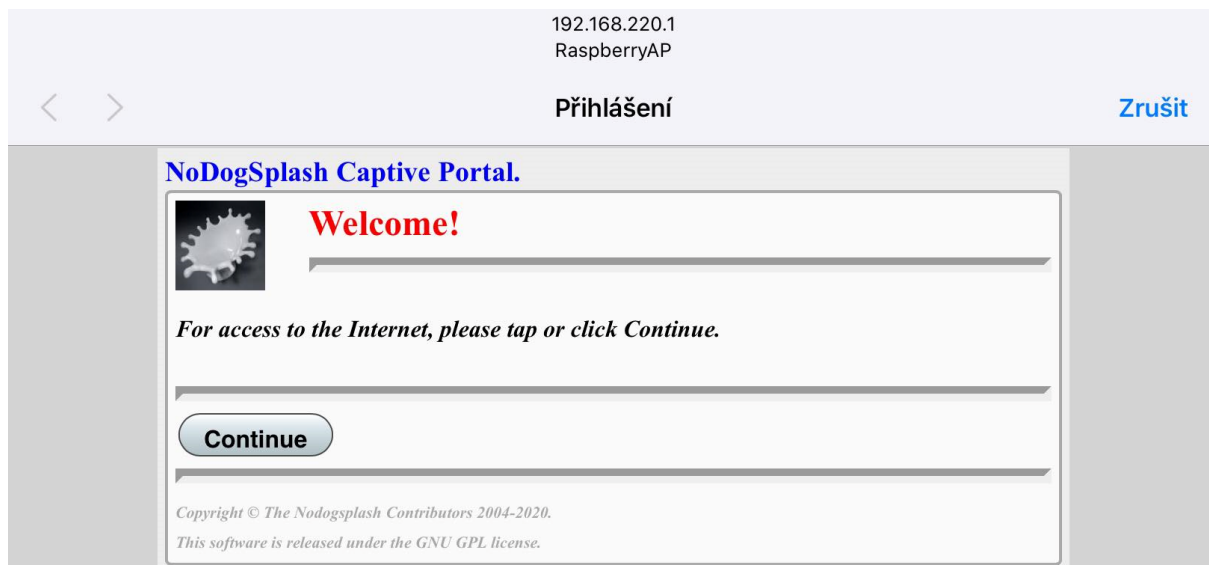 192.168.220.1
RaspberryAP
Přihlášení
Zrušit
NoDogSplash Captive Portal.
Welcome!
For access to the Internet, please tap or click Continue.
Continue
Copyright © The Nodogsplash Contributors 2004-2020.
This software is released under the GNU GPL license.